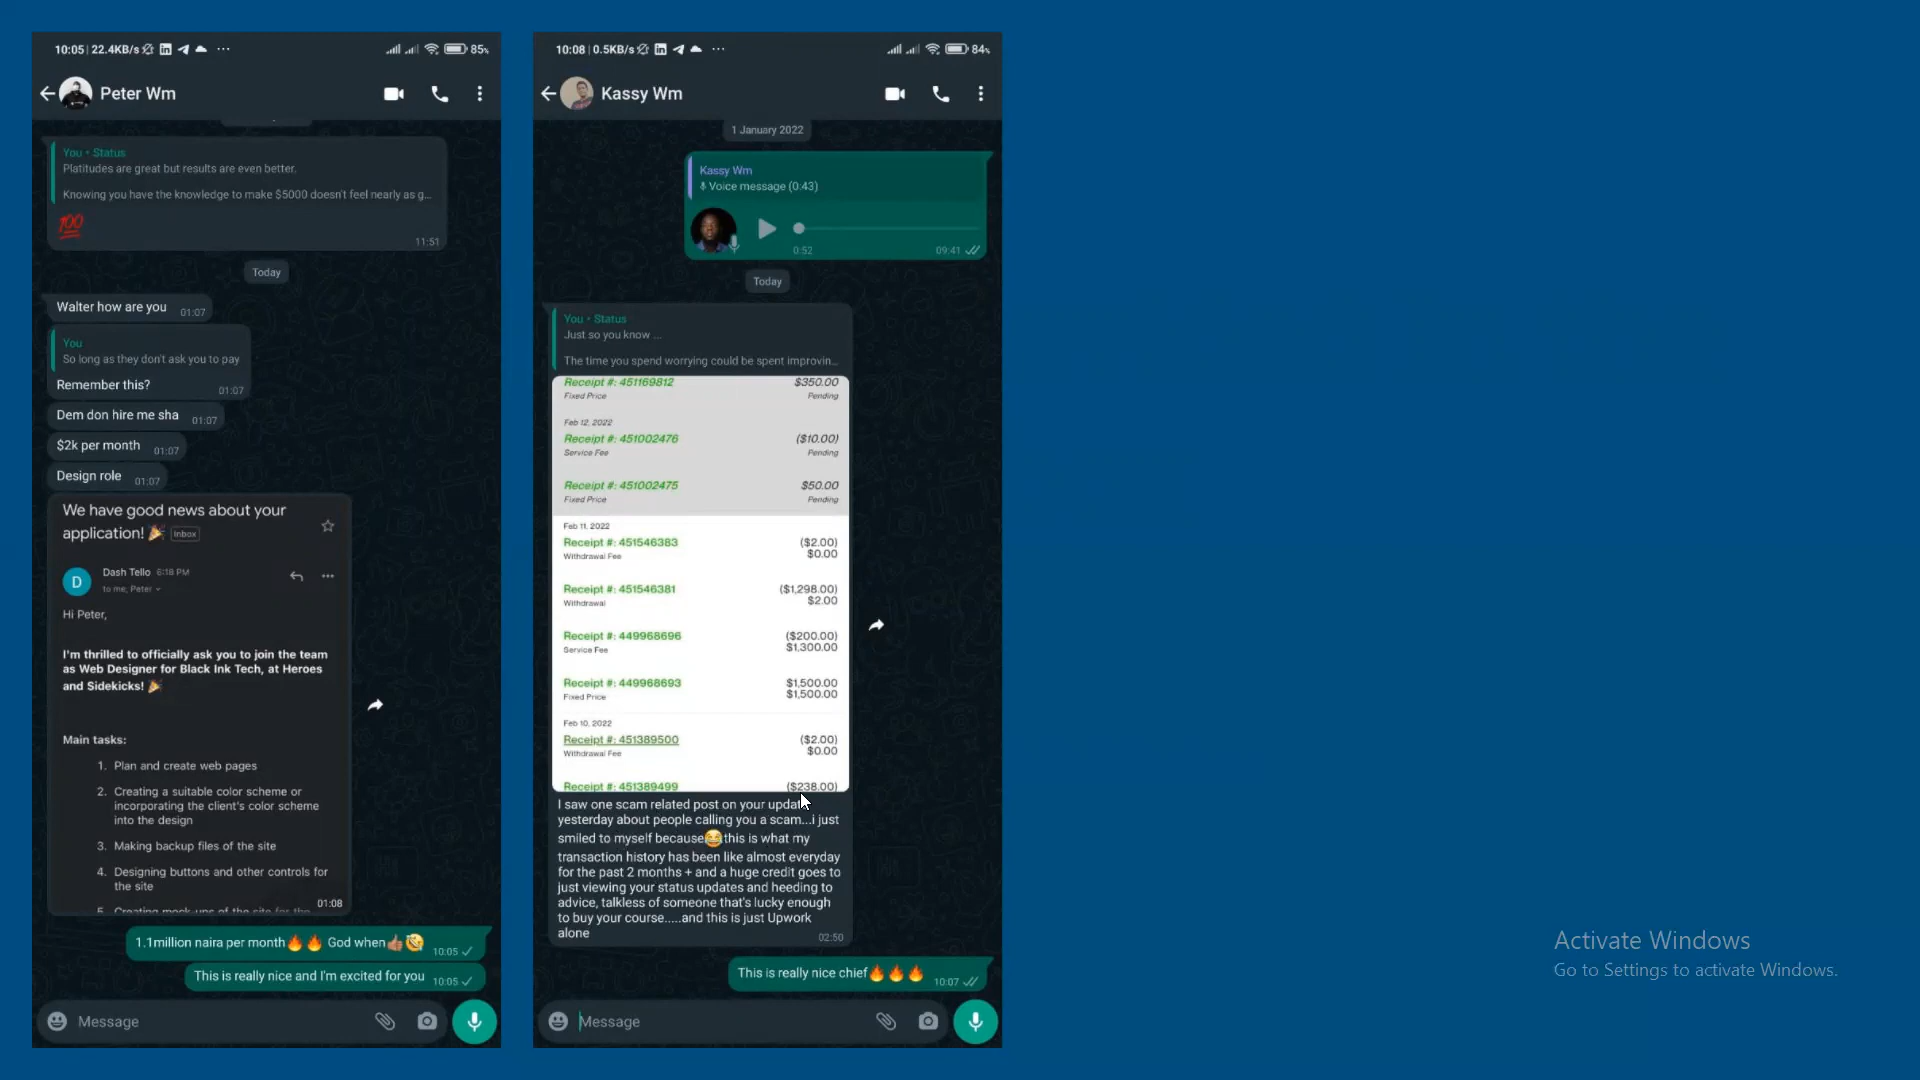 10:05 | 22.4KB/s
85%
Peter Wm
You • Status
Platitudes are great but results are even better.
Knowing you have the knowledge to make $5000 doesn't feel nearly as g...
💯
11:51
Today
Walter how are you 01:07
You
So long as they don't ask you to pay
Remember this? 01:07
Dem don hire me sha 01:07
$2k per month 01:07
Design role 01:07
We have good news about your
application! 🎉 Inbox
D
Dash Tello 6:18 PM
to me, Peter
Hi Peter,
I'm thrilled to officially ask you to join the team
as Web Designer for Black Ink Tech, at Heroes
and Sidekicks! 🎉
Main tasks:
1. Plan and create web pages
2. Creating a suitable color scheme or
incorporating the client's color scheme
into the design
3. Making backup files of the site
4. Designing buttons and other controls for
the site
5. Creating mock-ups of the site for the
01:08
1.1million naira per month🔥🔥 God when👍🏽🤣 10:05
This is really nice and I'm excited for you 10:05
Message
10:08 | 0.5KB/s
84%
Kassy Wm
1 January 2022
Kassy Wm
Voice message (0:43)
0:52 09:41
Today
You • Status
Just so you know ...
The time you spend worrying could be spent improvin...
Receipt #: 451169812 $350.00
Fixed Price Pending
Feb 12, 2022
Receipt #: 451002476 ($10.00)
Service Fee Pending
Receipt #: 451002475 $50.00
Fixed Price Pending
Feb 11, 2022
Receipt #: 451546383 ($2.00)
Withdrawal Fee $0.00
Receipt #: 451546381 ($1,298.00)
Withdrawal $2.00
Receipt #: 449968696 ($200.00)
Service Fee $1,300.00
Receipt #: 449968693 $1,500.00
Fixed Price $1,500.00
Feb 10, 2022
Receipt #: 451389500 ($2.00)
Withdrawal Fee $0.00
Receipt #: 451389499 ($238.00)
I saw one scam related post on your
yesterday about people calling you a scam...i just
smiled to myself because😂this is what my
transaction history has been like almost everyday
for the past 2 months + and a huge credit goes to
just viewing your status updates and heeding to
advice, talkless of someone that's lucky enough
to buy your course.....and this is just Upwork
alone
02:50
This is really nice chief🔥🔥🔥 10:07
Message
Activate Windows
Go to Settings to activate Windows.